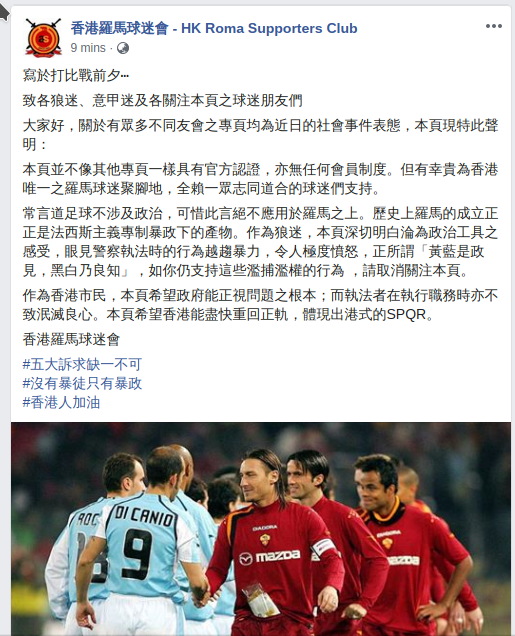 香港羅馬球迷會 - HK Roma Supporters Club
9 mins ·
寫於打比戰前夕···
致各狼迷、意甲迷及各關注本頁之球迷朋友們
大家好，關於有眾多不同友會之專頁均為近日的社會事件表態，本頁現特此聲
明：
本頁並不像其他專頁一樣具有官方認證，亦無任何會員制度。但有幸貴為香港
唯一之羅馬球迷聚腳地，全賴一眾志同道合的球迷們支持。
常言道足球不涉及政治，可惜此言絕不應用於羅馬之上。歷史上羅馬的成立正
正是法西斯主義專制暴政下的產物。作為狼迷，本頁深切明白淪為政治工具之
感受，眼見警察執法時的行為越趨暴力，令人極度憤怒，正所謂「黃藍是政
見，黑白乃良知」，如你仍支持這些濫捕濫權的行為 ，請取消關注本頁。
作為香港市民，本頁希望政府能正視問題之根本；而執法者在執行職務時亦不
致泯滅良心。本頁希望香港能盡快重回正軌，體現出港式的SPQR。
香港羅馬球迷會
#五大訴求缺一不可
#沒有暴徒只有暴政
#香港人加油
DI CANIO
9
DIADORA
mazda